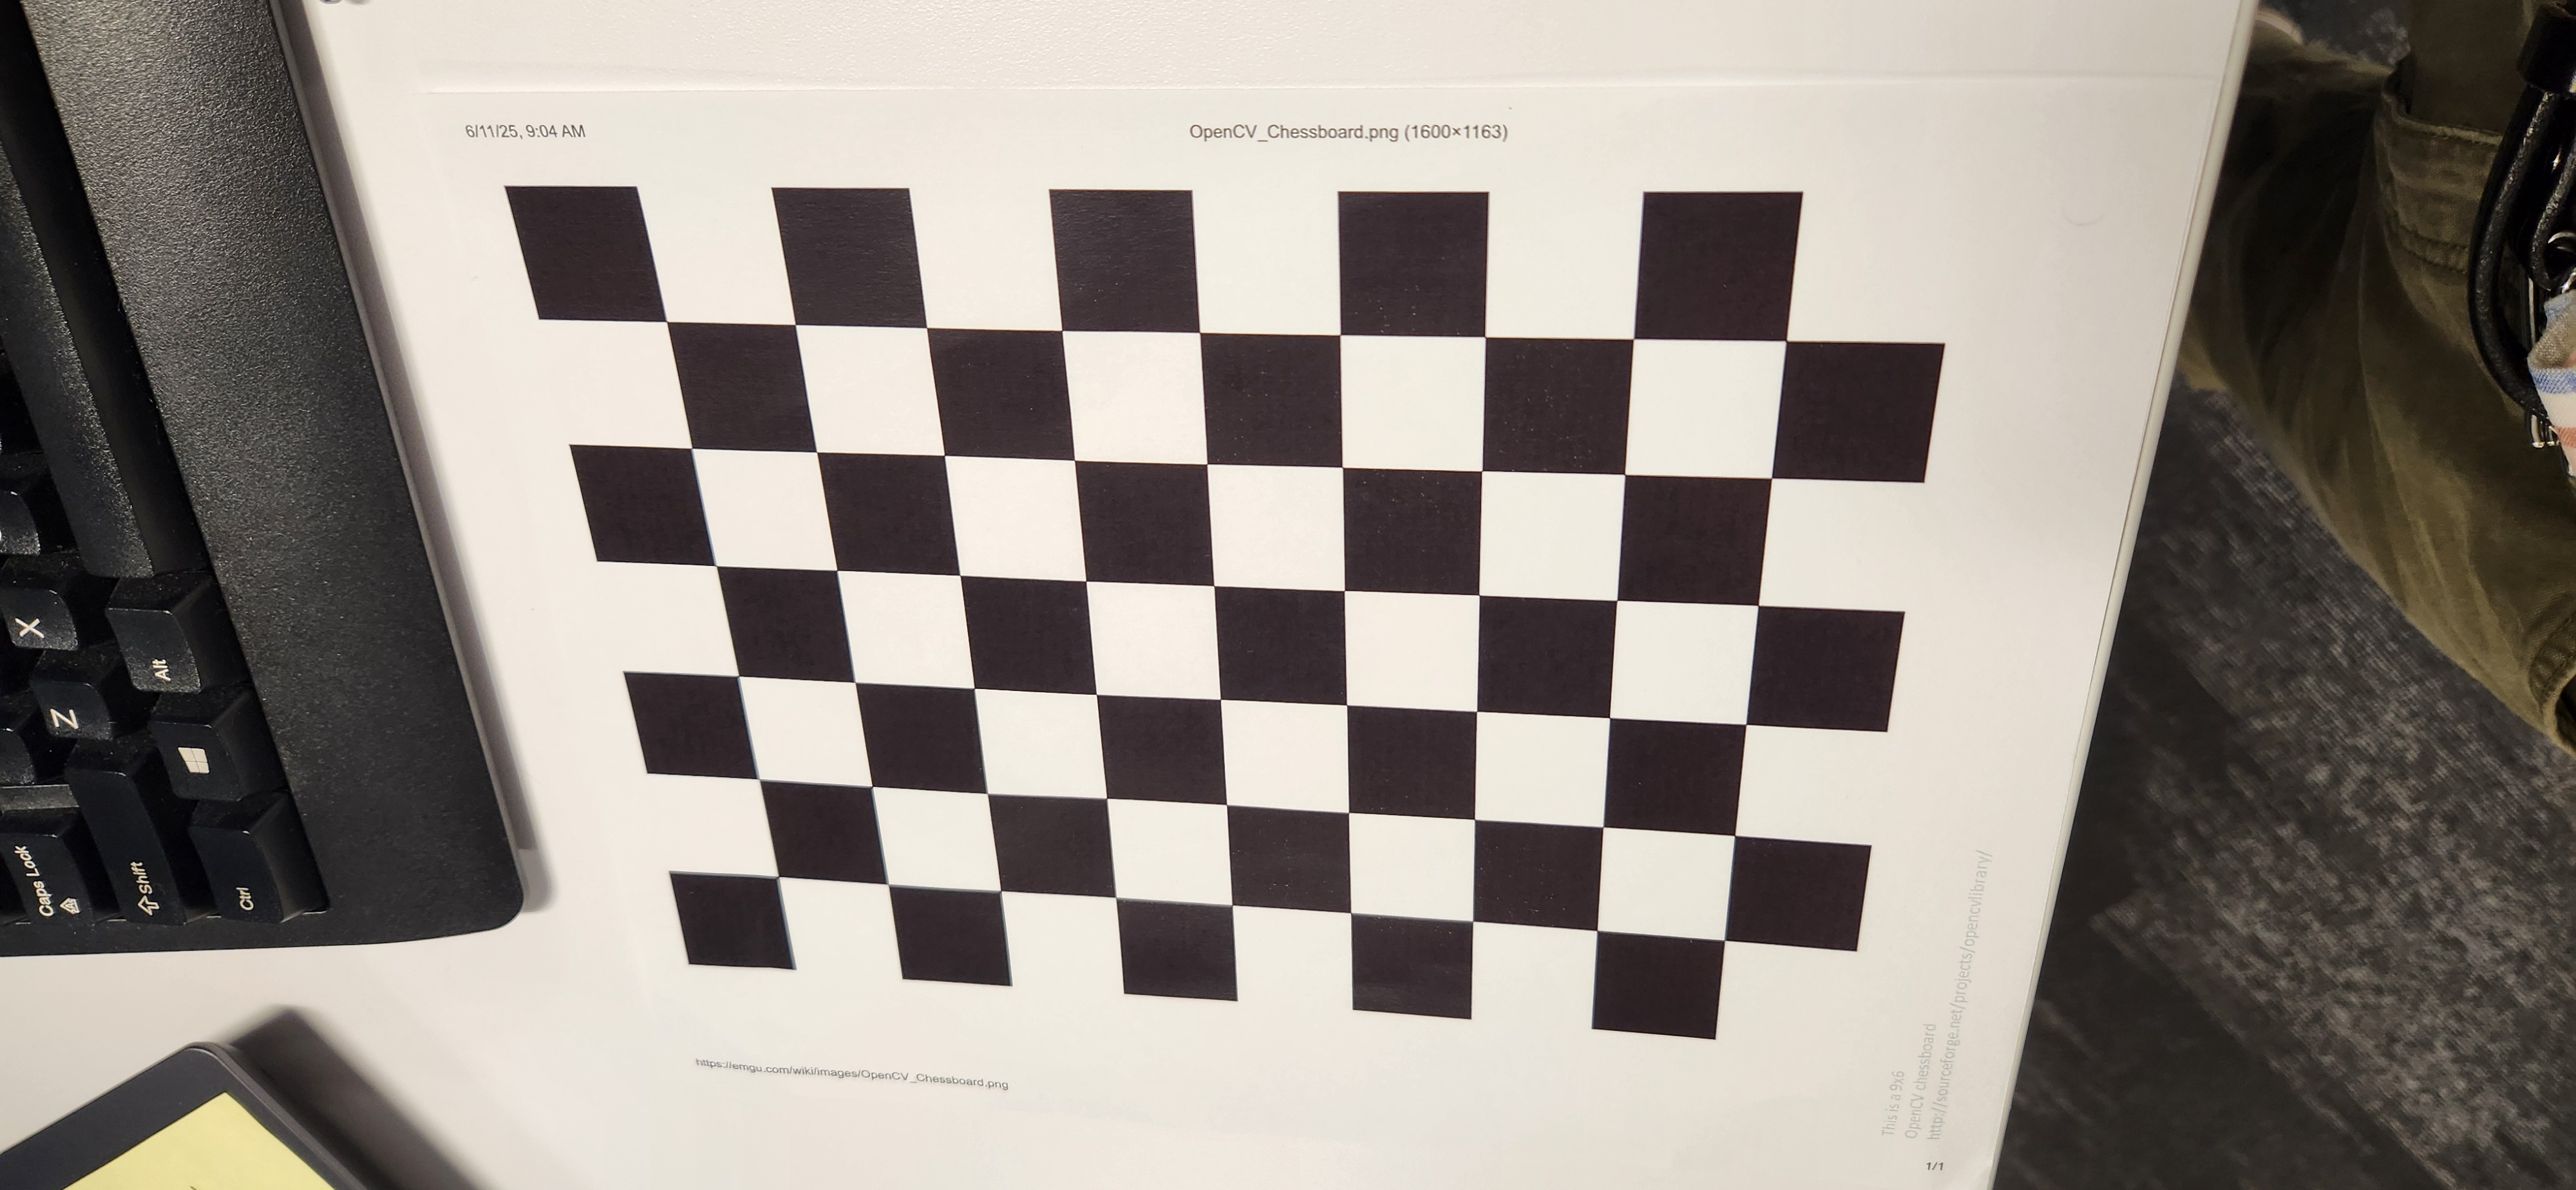 Caps Lock
Z
X
Shift
Alt
Ctrl
6/11/25, 9:04 AM
OpenCV_Chessboard.png (1600×1163)
https://emgu.com/wiki/images/OpenCV_Chessboard.png
This is a 9x6
OpenCV chessboard
http://sourceforge.net/projects/opencvlibrary/
1/1